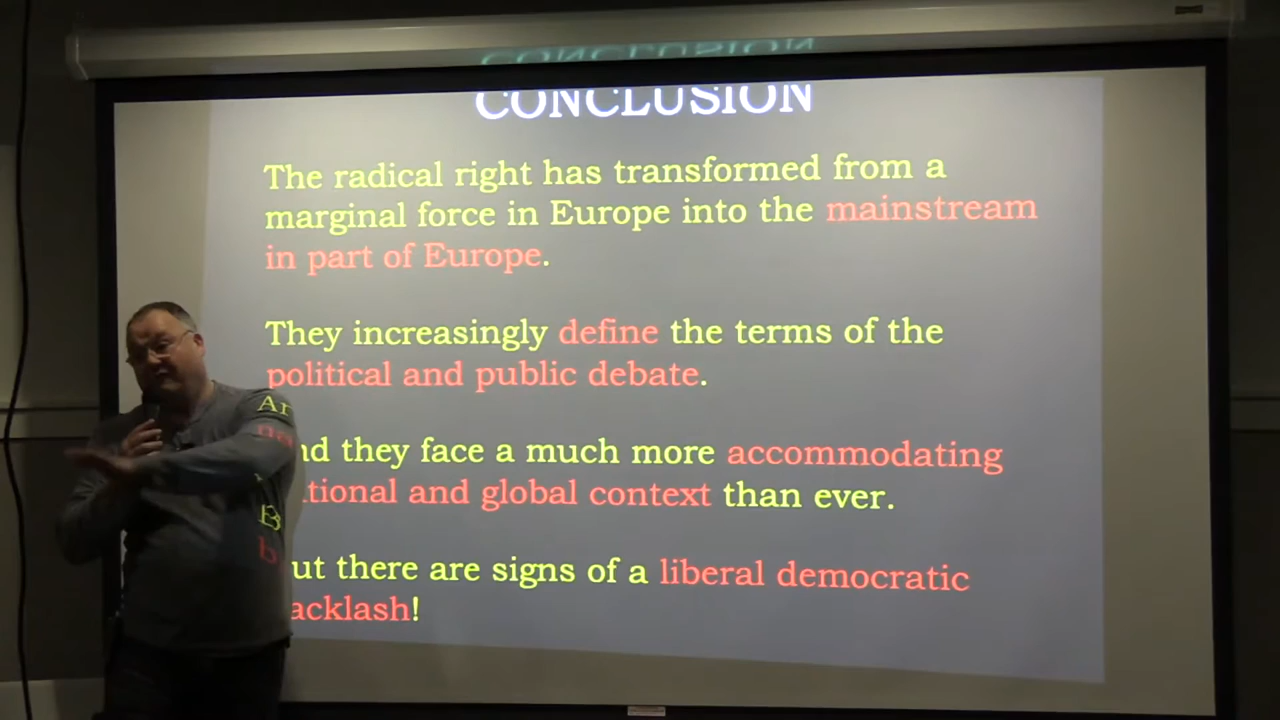 CONCLUSION
The radical right has transformed from a
marginal force in Europe into the mainstream
in part of Europe.
They increasingly define the terms of the
political and public debate.
And they face a much more accommodating
national and global context than ever.
But there are signs of a liberal democratic
backlash!